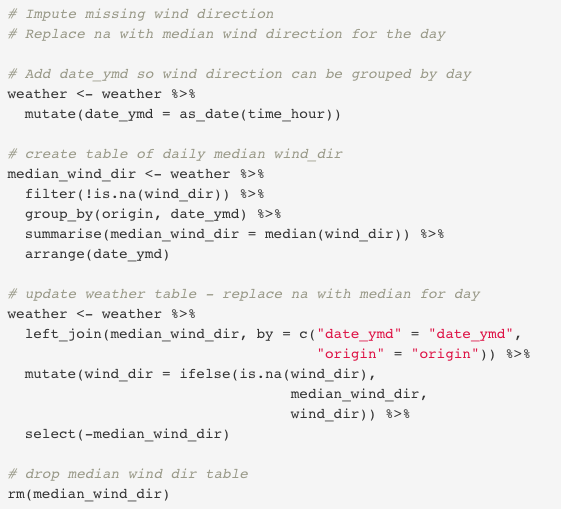 # Impute missing wind direction
# Replace na with median wind direction for the day

# Add date_ymd so wind direction can be grouped by day
weather <- weather %>%
  mutate(date_ymd = as_date(time_hour))

# create table of daily median wind_dir
median_wind_dir <- weather %>%
  filter(!is.na(wind_dir)) %>%
  group_by(origin, date_ymd) %>%
  summarise(median_wind_dir = median(wind_dir)) %>%
  arrange(date_ymd)

# update weather table - replace na with median for day
weather <- weather %>%
  left_join(median_wind_dir, by = c("date_ymd" = "date_ymd",
                                    "origin" = "origin")) %>%
  mutate(wind_dir = ifelse(is.na(wind_dir),
                                 median_wind_dir,
                                 wind_dir)) %>%
  select(-median_wind_dir)

# drop median wind dir table
rm(median_wind_dir)